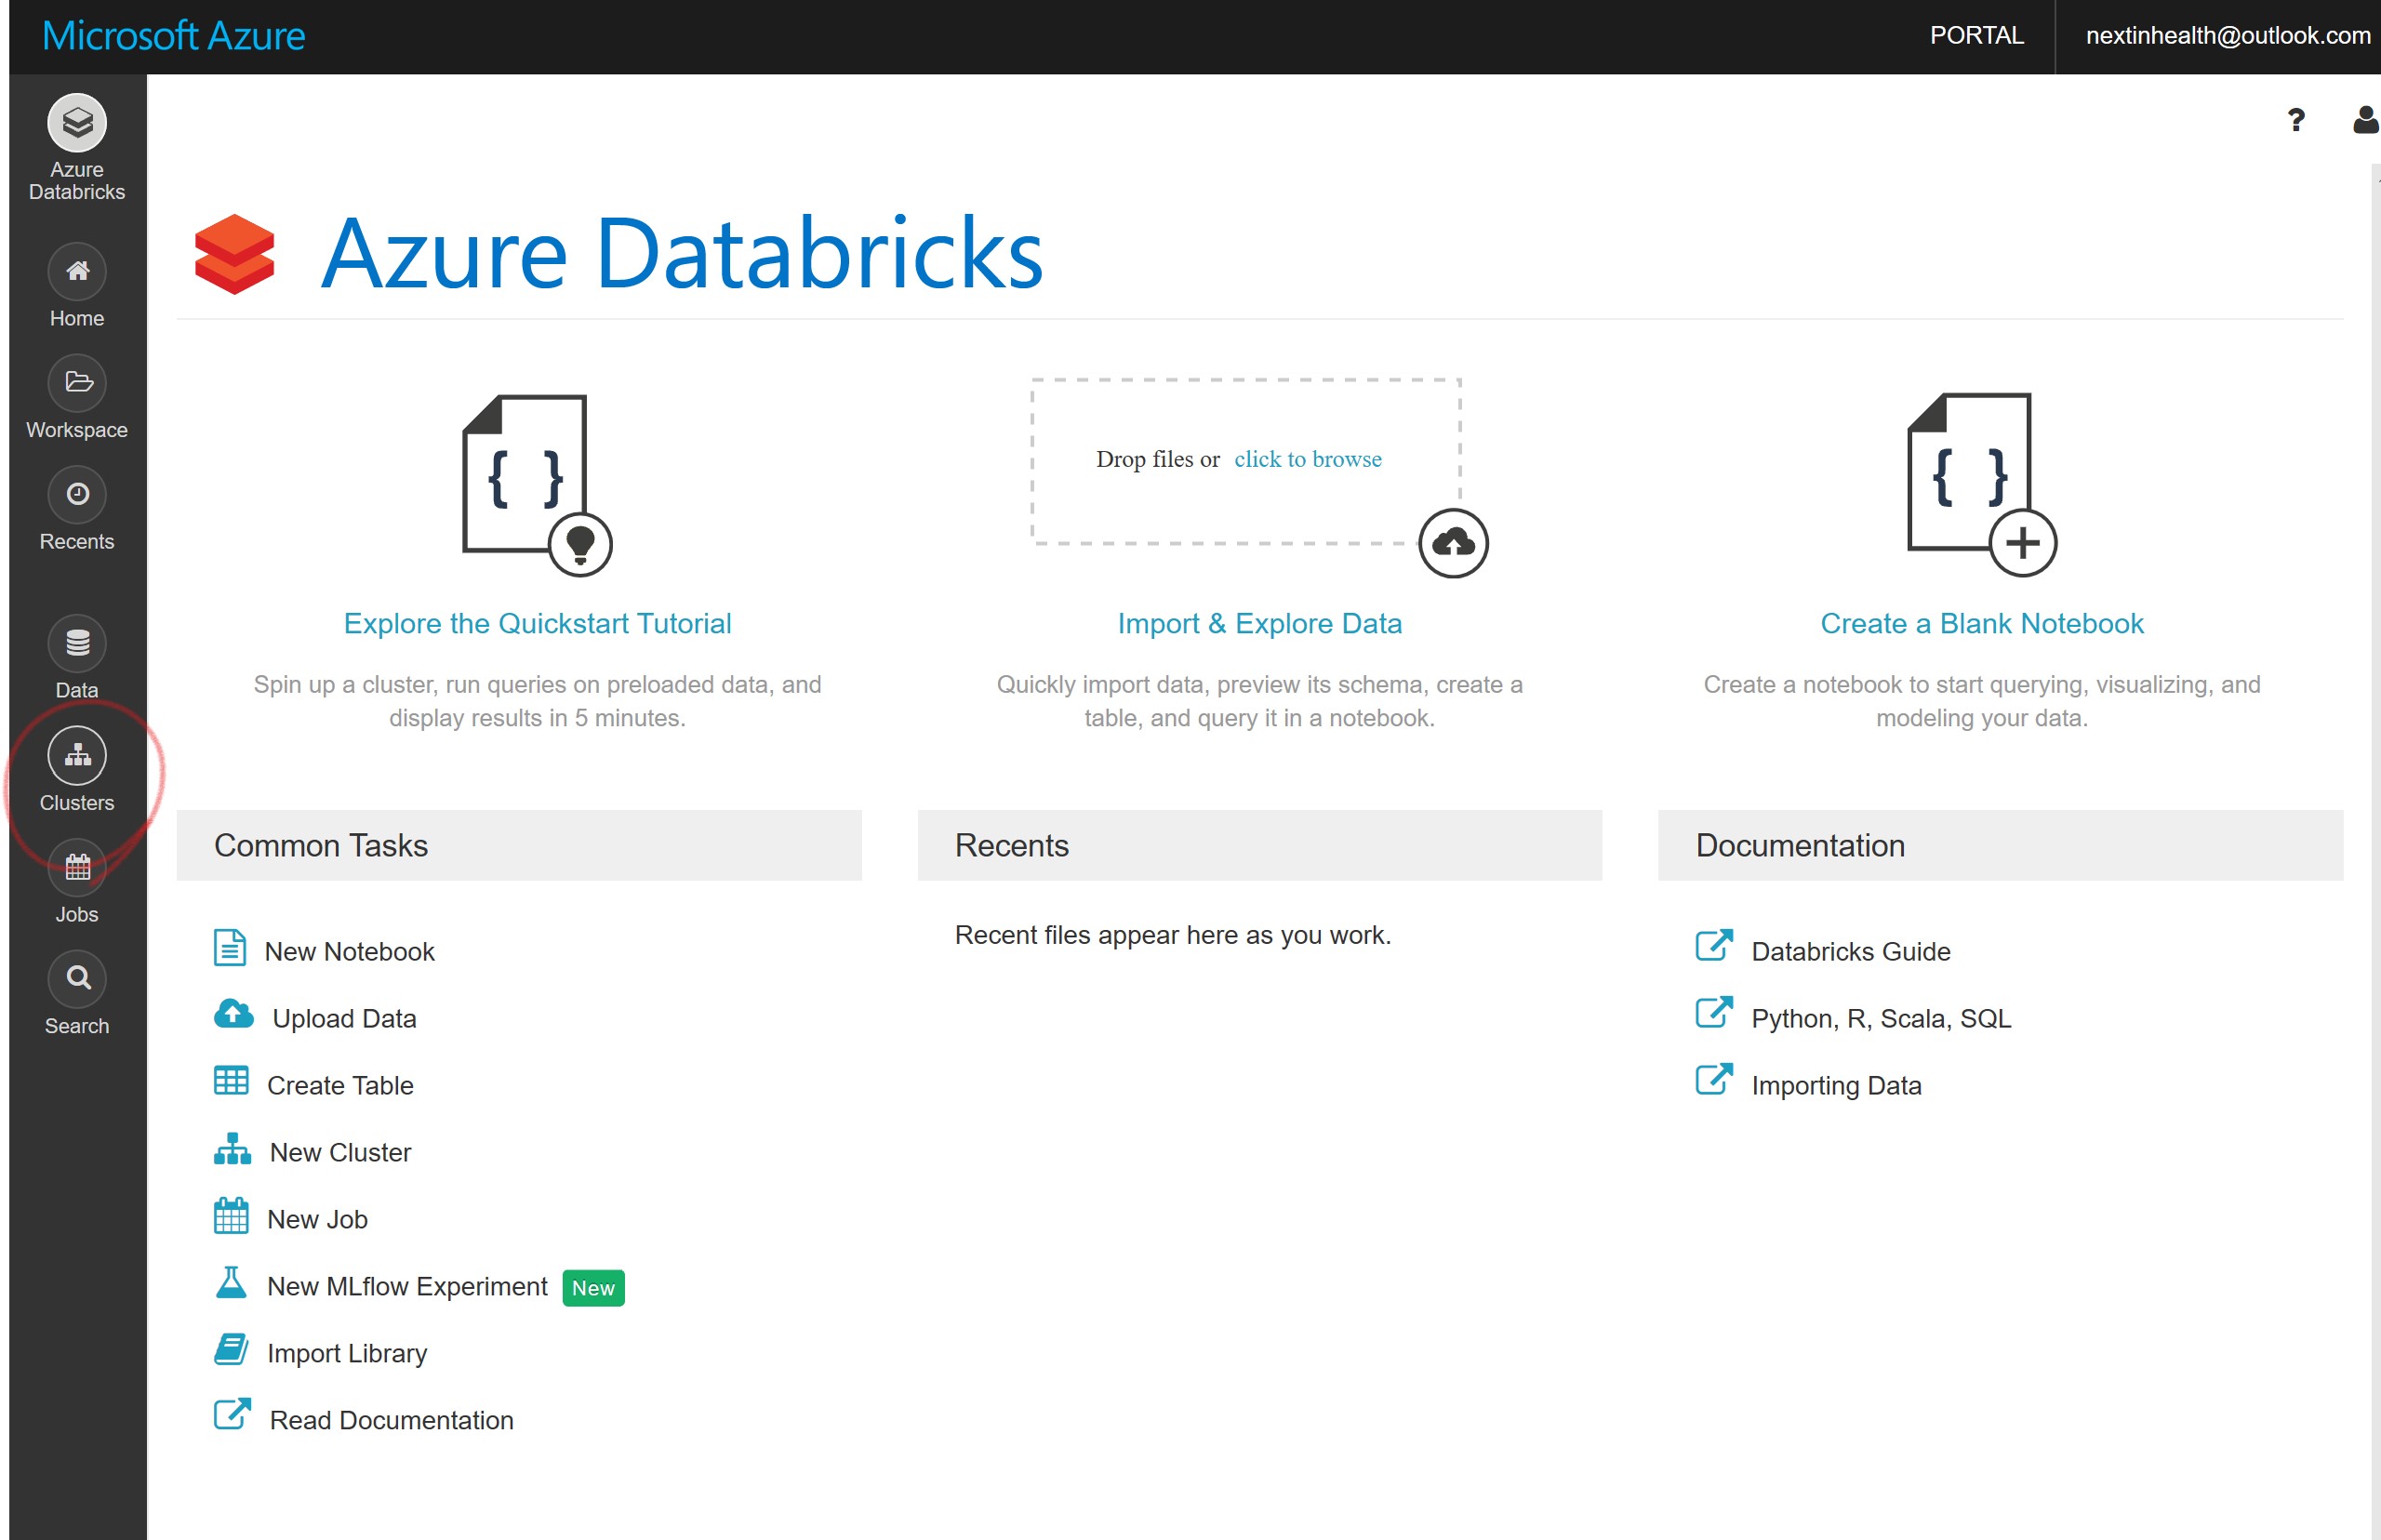 Microsoft Azure
PORTAL
nextinhealth@outlook.com
?
Azure
Databricks
Home
Workspace
Recents
Data
Clusters
Jobs
Search
Azure Databricks
{ }
Explore the Quickstart Tutorial
Spin up a cluster, run queries on preloaded data, and
display results in 5 minutes.
Drop files or click to browse
Import & Explore Data
Quickly import data, preview its schema, create a
table, and query it in a notebook.
{ }
Create a Blank Notebook
Create a notebook to start querying, visualizing, and
modeling your data.
Common Tasks
New Notebook
Upload Data
Create Table
New Cluster
New Job
New MLflow Experiment New
Import Library
Read Documentation
Recents
Recent files appear here as you work.
Documentation
Databricks Guide
Python, R, Scala, SQL
Importing Data